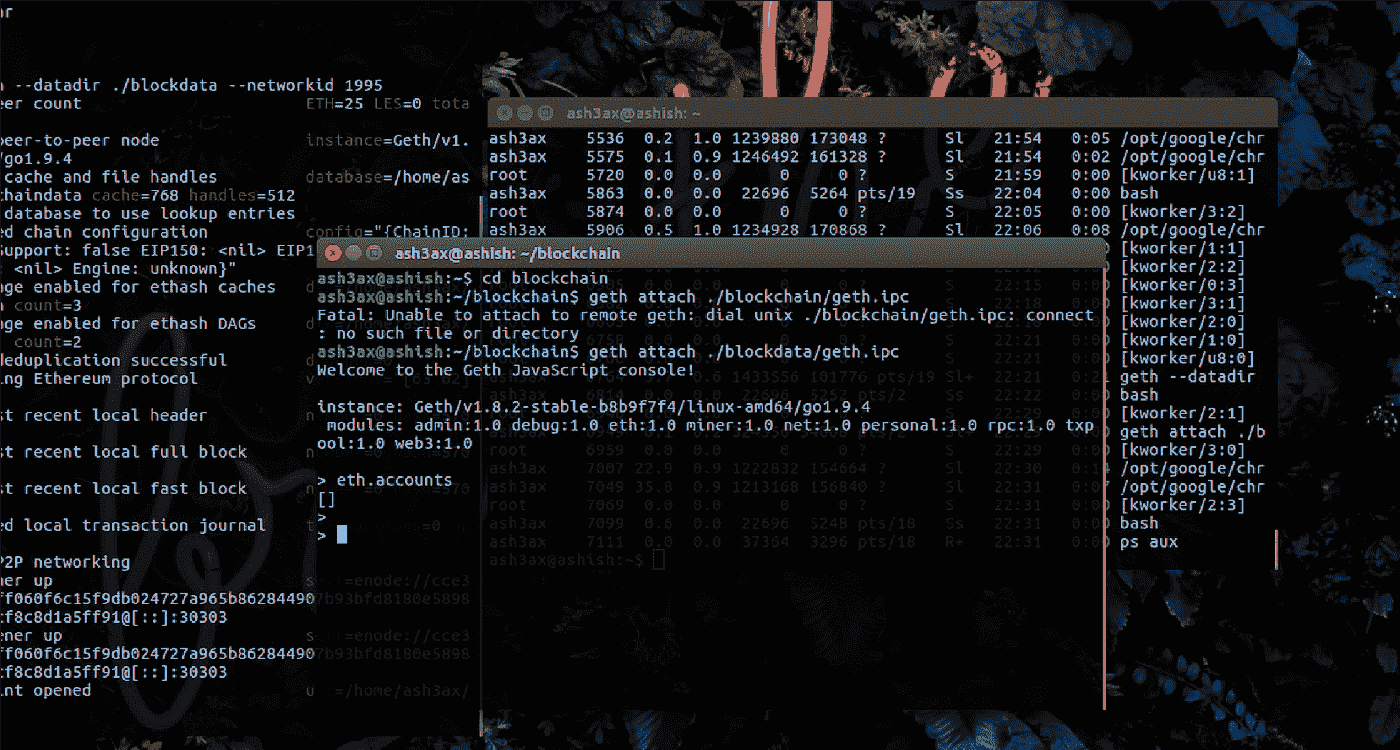 --datadir ./blockdata --networkid 1995
eer count ETH=25 LES=0 tota
peer-to-peer node instance=Geth/v1.
/go1.9.4
cache and file handles database=/home/as
chaindata cache=768 handles=512
database to use lookup entries
ed chain configuration config="{ChainID:
Support: false EIP150: <nil> EIP1
: <nil> Engine: unknown}"
ge enabled for ethash caches
count=3
ge enabled for ethash DAGs
count=2
deduplication successful
ing Ethereum protocol
st recent local header
st recent local full block
st recent local fast block
ed local transaction journal
P2P networking
ner up =enode://cce3
ff060f6c15f9db024727a965b862844907b93bfd8180e5898
cf8c8d1a5ff91@[::]:30303
ener up =enode://cce3
ff060f6c15f9db024727a965b862844907b93bfd8180e5898
cf8c8d1a5ff91@[::]:30303
int opened =/home/ash3ax/
ash3ax@ashish: ~
ash3ax 5536 0.2 1.0 1239880 173048 ? Sl 21:54 0:05 /opt/google/chr
ash3ax 5575 0.1 0.9 1246492 161328 ? Sl 21:54 0:02 /opt/google/chr
root 5720 0.0 0.0 0 0 ? S 21:59 0:00 [kworker/u8:1]
ash3ax 5863 0.0 0.0 22696 5264 pts/19 Ss 22:04 0:00 bash
root 5874 0.0 0.0 0 0 ? S 22:05 0:00 [kworker/3:2]
ash3ax 5906 0.5 1.0 1234928 170868 ? Sl 22:06 0:08 /opt/google/chr
[kworker/1:1]
[kworker/2:2]
[kworker/0:3]
[kworker/3:1]
[kworker/2:0]
[kworker/1:0]
[kworker/u8:0]
geth --datadir
bash
[kworker/2:1]
geth attach ./b
[kworker/3:0]
/opt/google/chr
/opt/google/chr
[kworker/2:3]
bash
ps aux
ash3ax@ashish:~$
ash3ax@ashish: ~/blockchain
ash3ax@ashish:~$ cd blockchain
ash3ax@ashish:~/blockchain$ geth attach ./blockchain/geth.ipc
Fatal: Unable to attach to remote geth: dial unix ./blockchain/geth.ipc: connect
: no such file or directory
ash3ax@ashish:~/blockchain$ geth attach ./blockdata/geth.ipc
Welcome to the Geth JavaScript console!
instance: Geth/v1.8.2-stable-b8b9f7f4/linux-amd64/go1.9.4
modules: admin:1.0 debug:1.0 eth:1.0 miner:1.0 net:1.0 personal:1.0 rpc:1.0 txp
ool:1.0 web3:1.0
> eth.accounts
[]
>
>